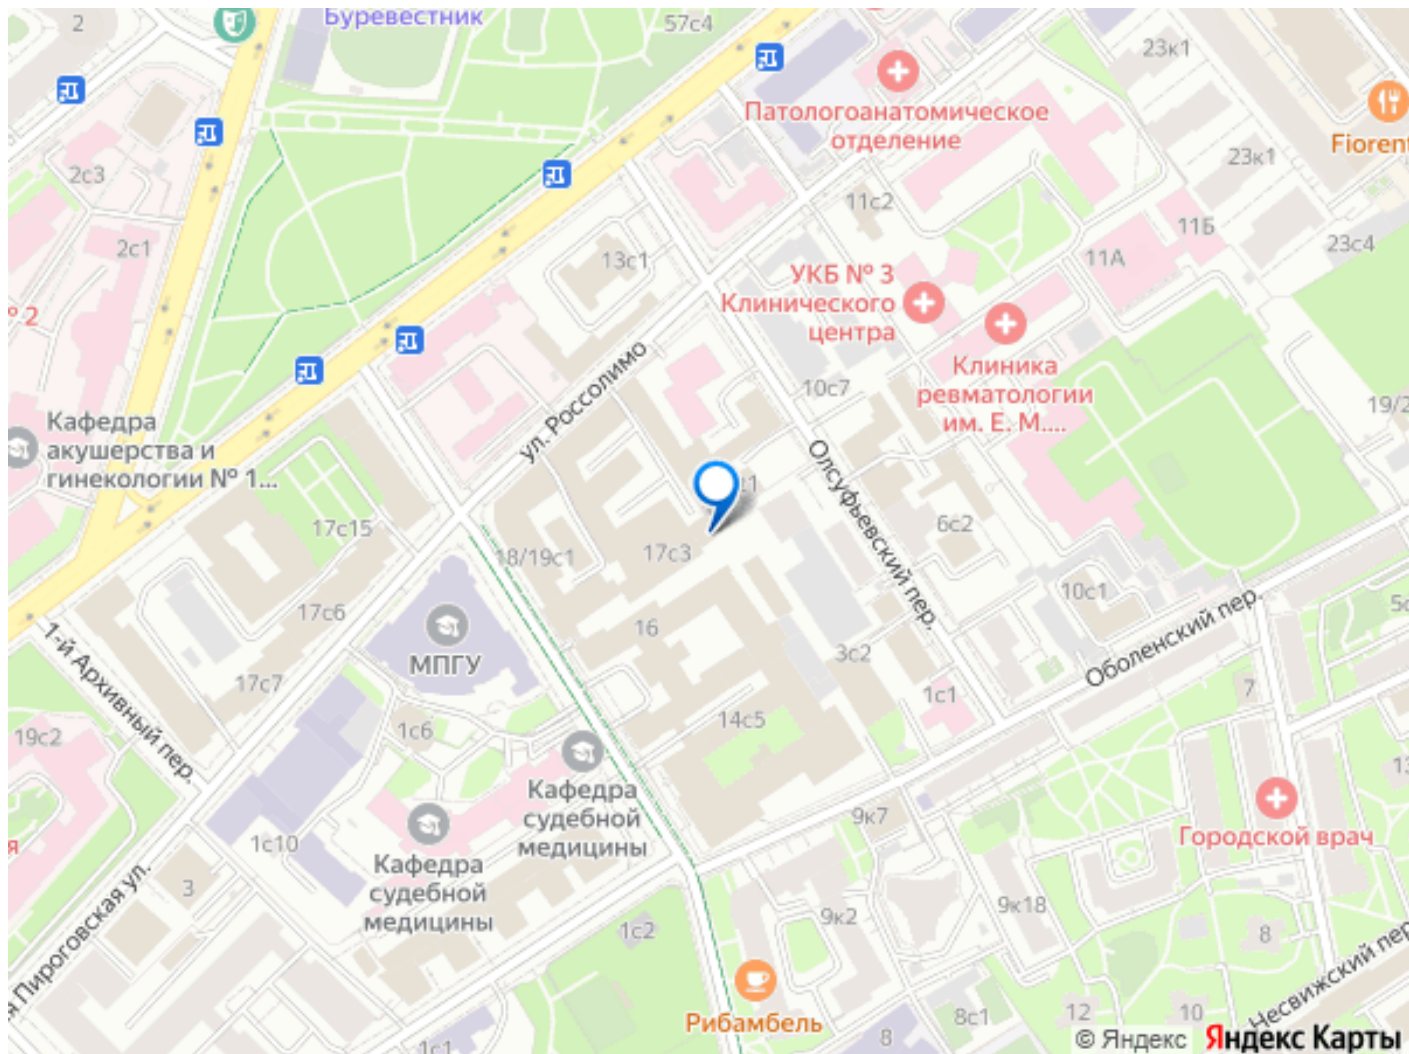 2
Буревестник
57с4
23к1
Патологоанатомическое
отделение
Fiorent
2с3
23к1
11с2
2с1
13с1
11Б
11А
23с4
УКБ № 3
Клинического
центра
№ 2
Клиника
ревматологии
им. Е. М....
10с7
19/2
ул. Россолимо
Кафедра
акушерства и
гинекологии № 1...
Олсуфьевский пер.
17с15
6с2
18/19с1
17с3
10с1
17с6
16
МПГУ
Оболенский пер.
1-й Архивный пер.
3с2
17с7
1с1
7
14с5
1с6
19с2
Кафедра
судебной
медицины
9к7
Городской врач
1с10
Кафедра
судебной
медицины
3
я Пироговская ул.
9к18
9к2
1с2
8
Несвижский пер
Рибамбель
12
10
8с1
8
1с1
© Яндекс Яндекс Карты